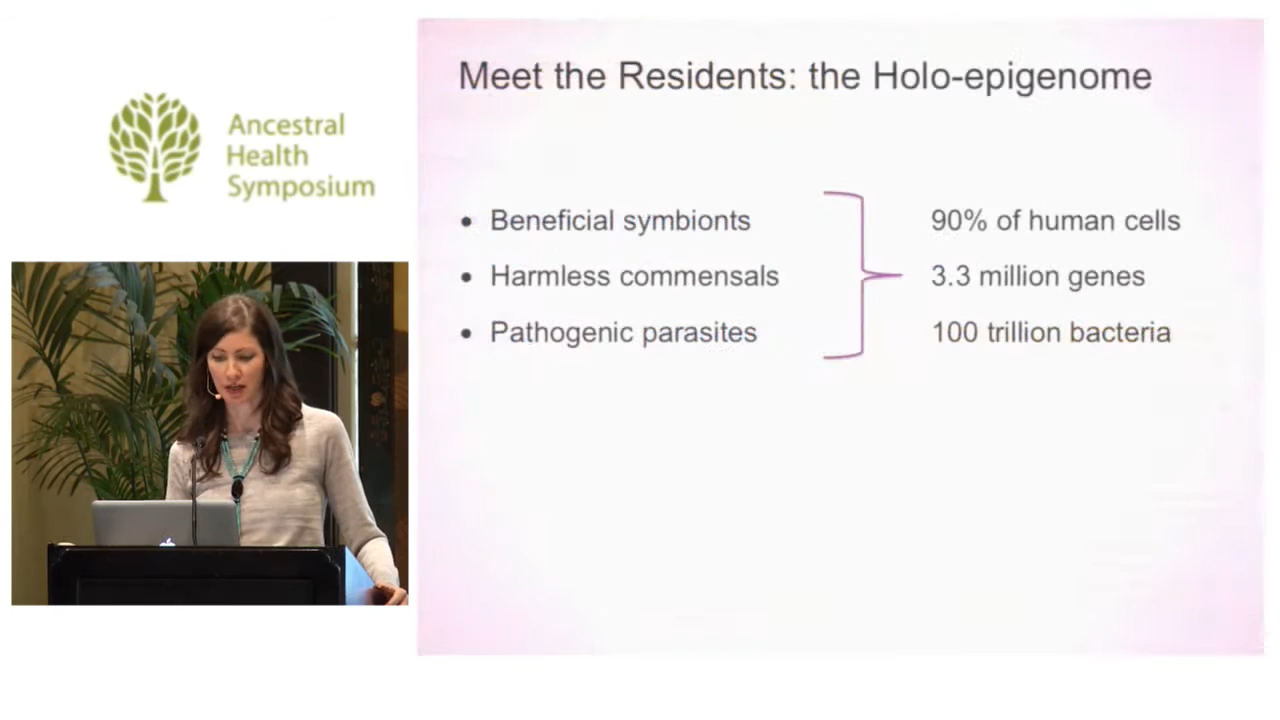 Ancestral
Health
Symposium
Meet the Residents: the Holo-epigenome
• Beneficial symbionts
• Harmless commensals
• Pathogenic parasites
90% of human cells
3.3 million genes
100 trillion bacteria